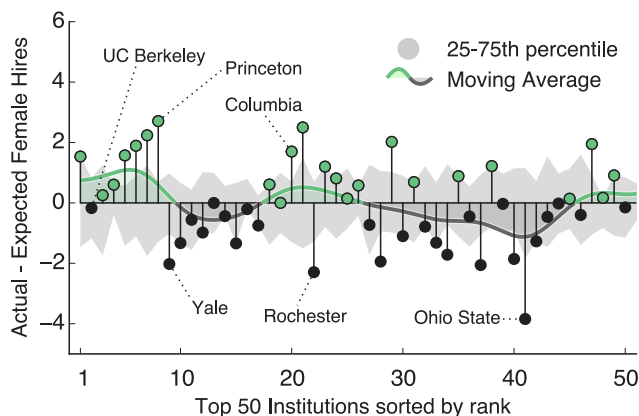 6
4
2
0
−2
−4
Actual - Expected Female Hires
UC Berkeley
Princeton
Columbia
25-75th percentile
Moving Average
Yale
Rochester
Ohio State
1
10
20
30
40
50
Top 50 Institutions sorted by rank